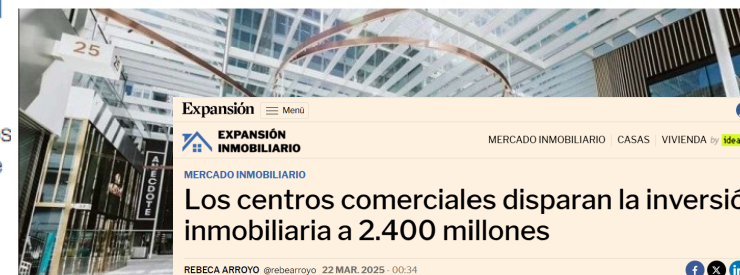 25
ANECDOTE
Expansión
Menú
EXPANSIÓN
INMOBILIARIO
MERCADO INMOBILIARIO | CASAS | VIVIENDA by idea
MERCADO INMOBILIARIO
Los centros comerciales disparan la inversió
inmobiliaria a 2.400 millones
REBECA ARROYO @rebearroyo 22 MAR. 2025 - 00:34